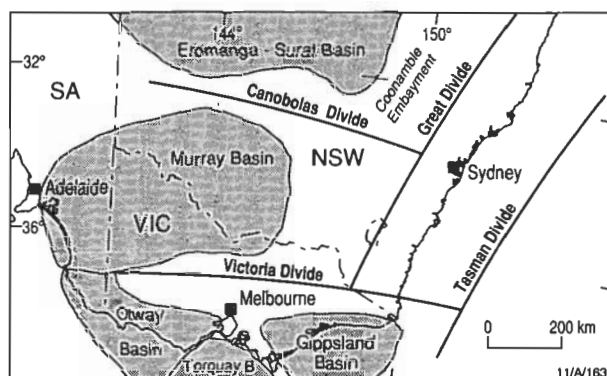 144°
150°
Eromanga - Surat Basin
-32°
Coonamble
Embayment
SA
Canobolas Divide
Great Divide
Murray Basin
NSW
Sydney
Adelaide
VIC
-36°
Tasman Divide
Victoria Divide
Melbourne
Otway
Basin
Gippsland
Basin
Torquay B
0 200 km
11/A/163